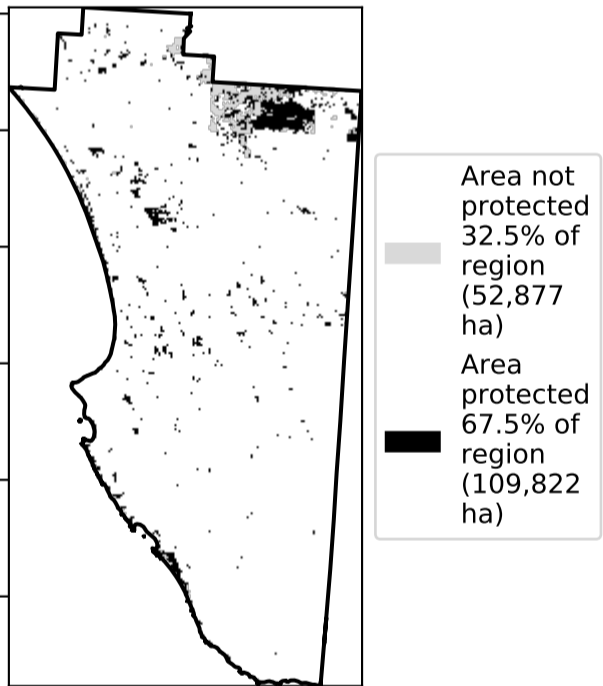 Area not
protected
32.5% of
region
(52,877
ha)
Area
protected
67.5% of
region
(109,822
ha)